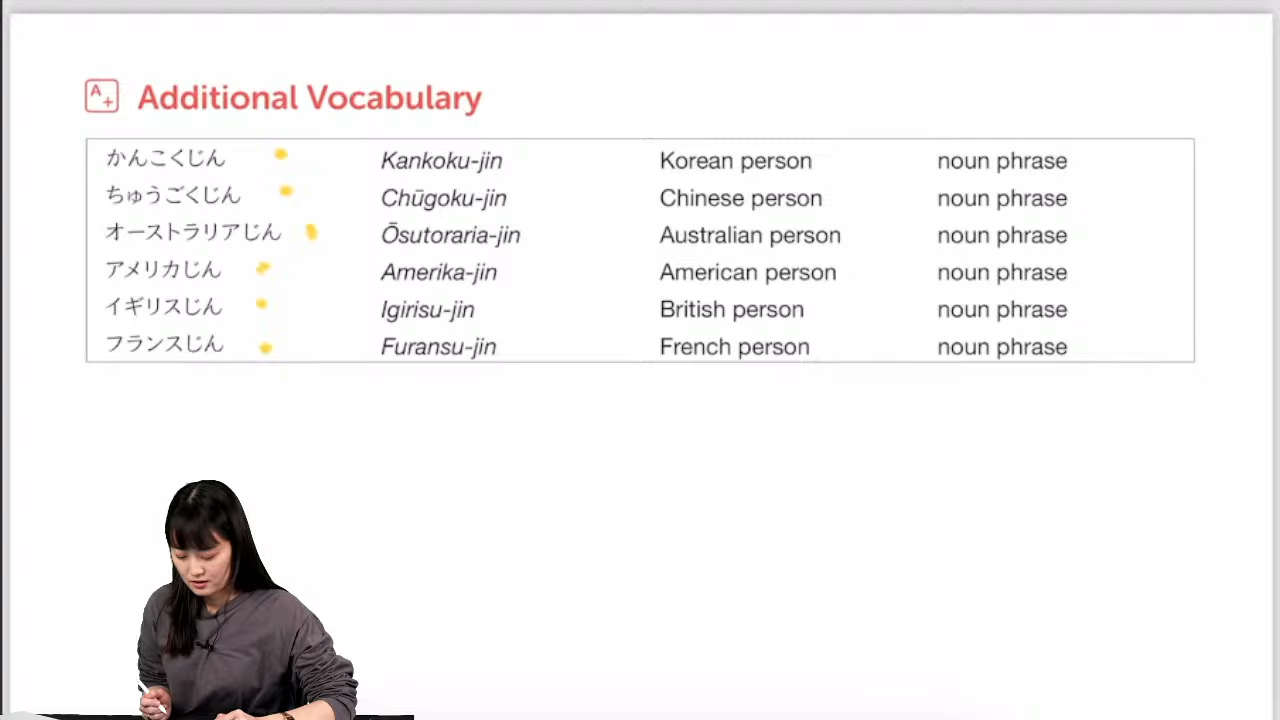 A+ Additional Vocabulary
かんこくじん Kankoku-jin Korean person noun phrase
ちゅうごくじん Chūgoku-jin Chinese person noun phrase
オーストラリアじん Ōsutoraria-jin Australian person noun phrase
アメリカじん Amerika-jin American person noun phrase
イギリスじん Igirisu-jin British person noun phrase
フランスじん Furansu-jin French person noun phrase